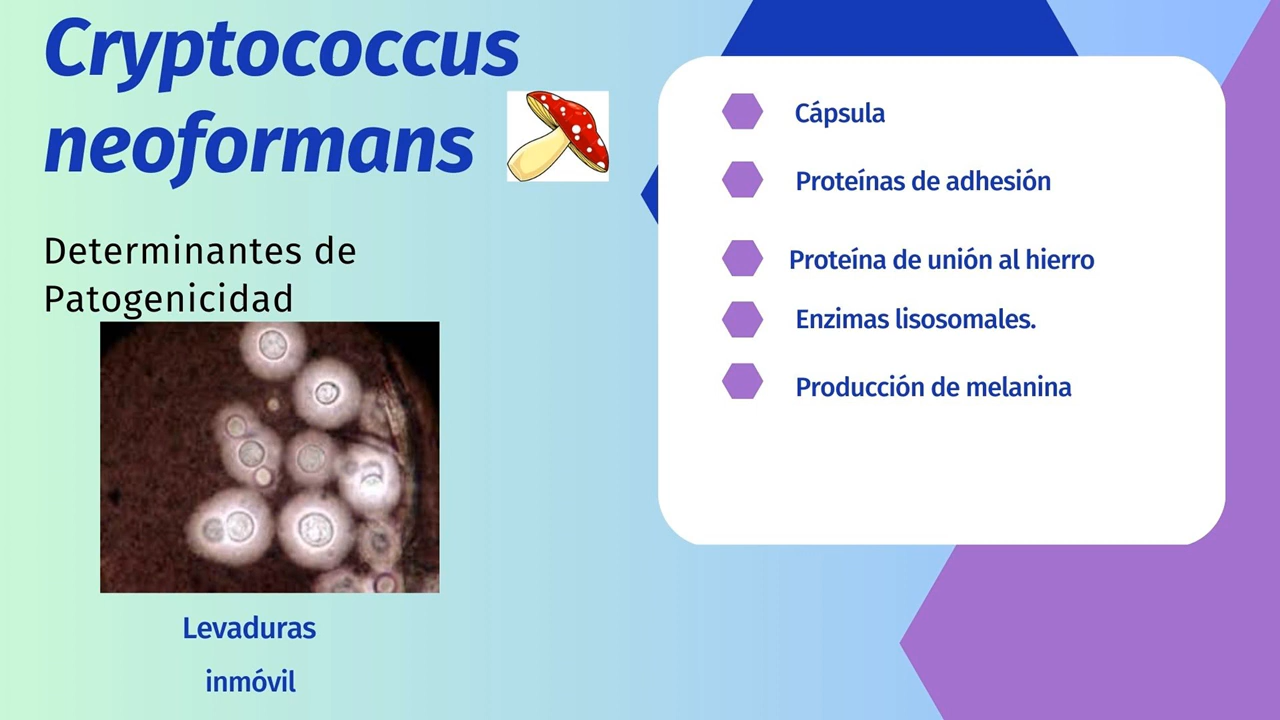 Cryptococcus
neoformans
Determinantes de
Patogenicidad
Levaduras
inmóvil
Cápsula
Proteínas de adhesión
Proteína de unión al hierro
Enzimas lisosomales.
Producción de melanina